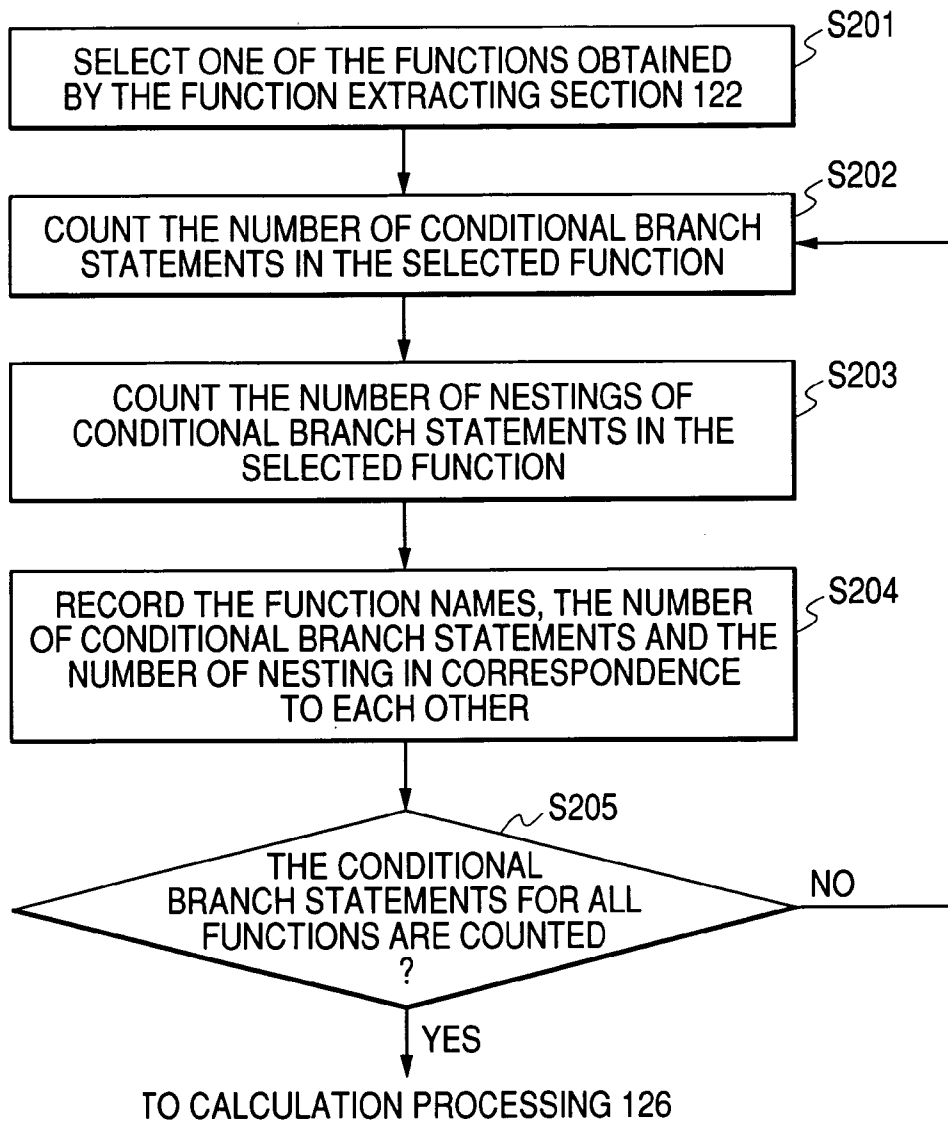 S201
SELECT ONE OF THE FUNCTIONS OBTAINED
BY THE FUNCTION EXTRACTING SECTION 122
S202
COUNT THE NUMBER OF CONDITIONAL BRANCH
STATEMENTS IN THE SELECTED FUNCTION
S203
COUNT THE NUMBER OF NESTINGS OF
CONDITIONAL BRANCH STATEMENTS IN THE
SELECTED FUNCTION
S204
RECORD THE FUNCTION NAMES, THE NUMBER
OF CONDITIONAL BRANCH STATEMENTS AND THE
NUMBER OF NESTING IN CORRESPONDENCE
TO EACH OTHER
S205
THE CONDITIONAL
BRANCH STATEMENTS FOR ALL
FUNCTIONS ARE COUNTED
?
NO
YES
TO CALCULATION PROCESSING 126